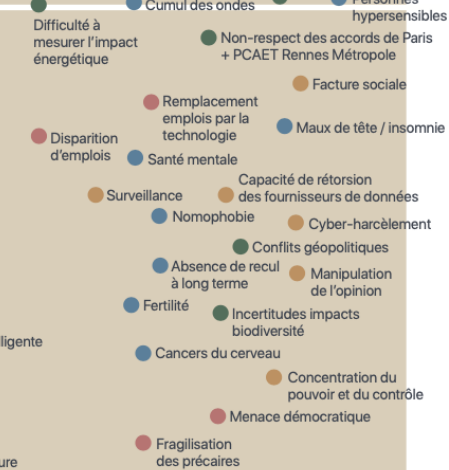 Cumul des ondes
Personnes
hypersensibles
Difficulté à
mesurer l'impact
énergétique
Non-respect des accords de Paris
+ PCAET Rennes Métropole
Facture sociale
Remplacement
emplois par la
technologie
Maux de tête / insomnie
Disparition
d'emplois
Santé mentale
Capacité de rétorsion
des fournisseurs de données
Surveillance
Nomophobie
Cyber-harcèlement
Conflits géopolitiques
Absence de recul
à long terme
Manipulation
de l'opinion
Fertilité
Incertitudes impacts
biodiversité
lligente
Cancers du cerveau
Concentration du
pouvoir et du contrôle
Menace démocratique
Fragilisation
des précaires
ure